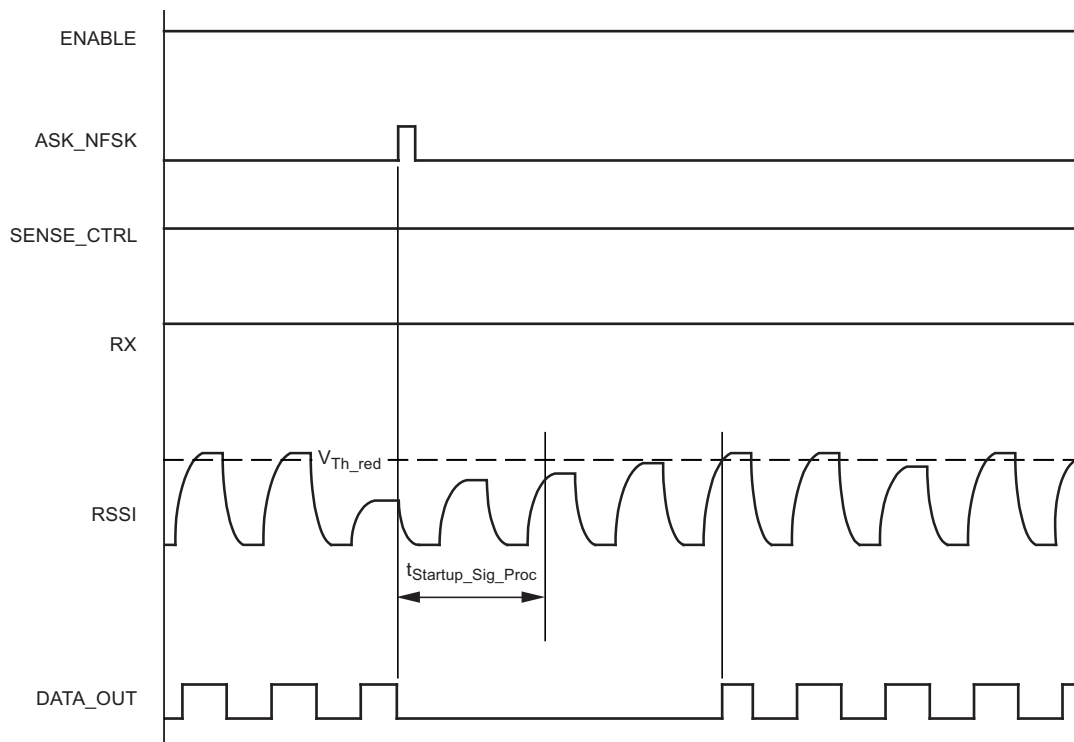 ENABLE
ASK_NFSK
SENSE_CTRL
RX
VTh_red
RSSI
tStartup_Sig_Proc
DATA_OUT